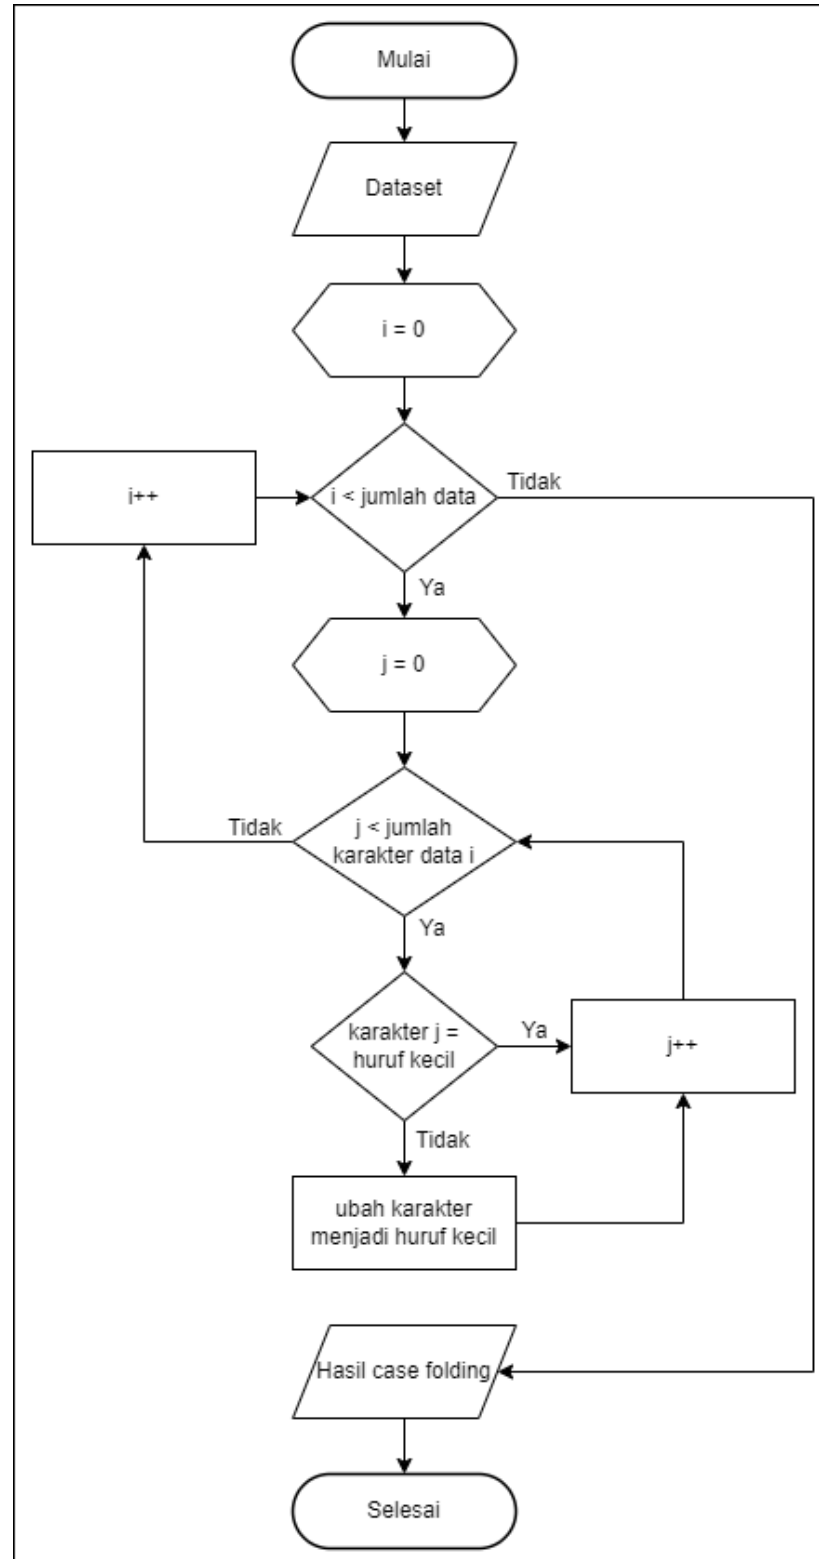 Mulai
Dataset
i = 0
i++
i < jumlah data
Tidak
Ya
j = 0
Tidak
j < jumlah
karakter data i
Ya
karakter j =
huruf kecil
Ya
j++
Tidak
ubah karakter
menjadi huruf kecil
Hasil case folding
Selesai